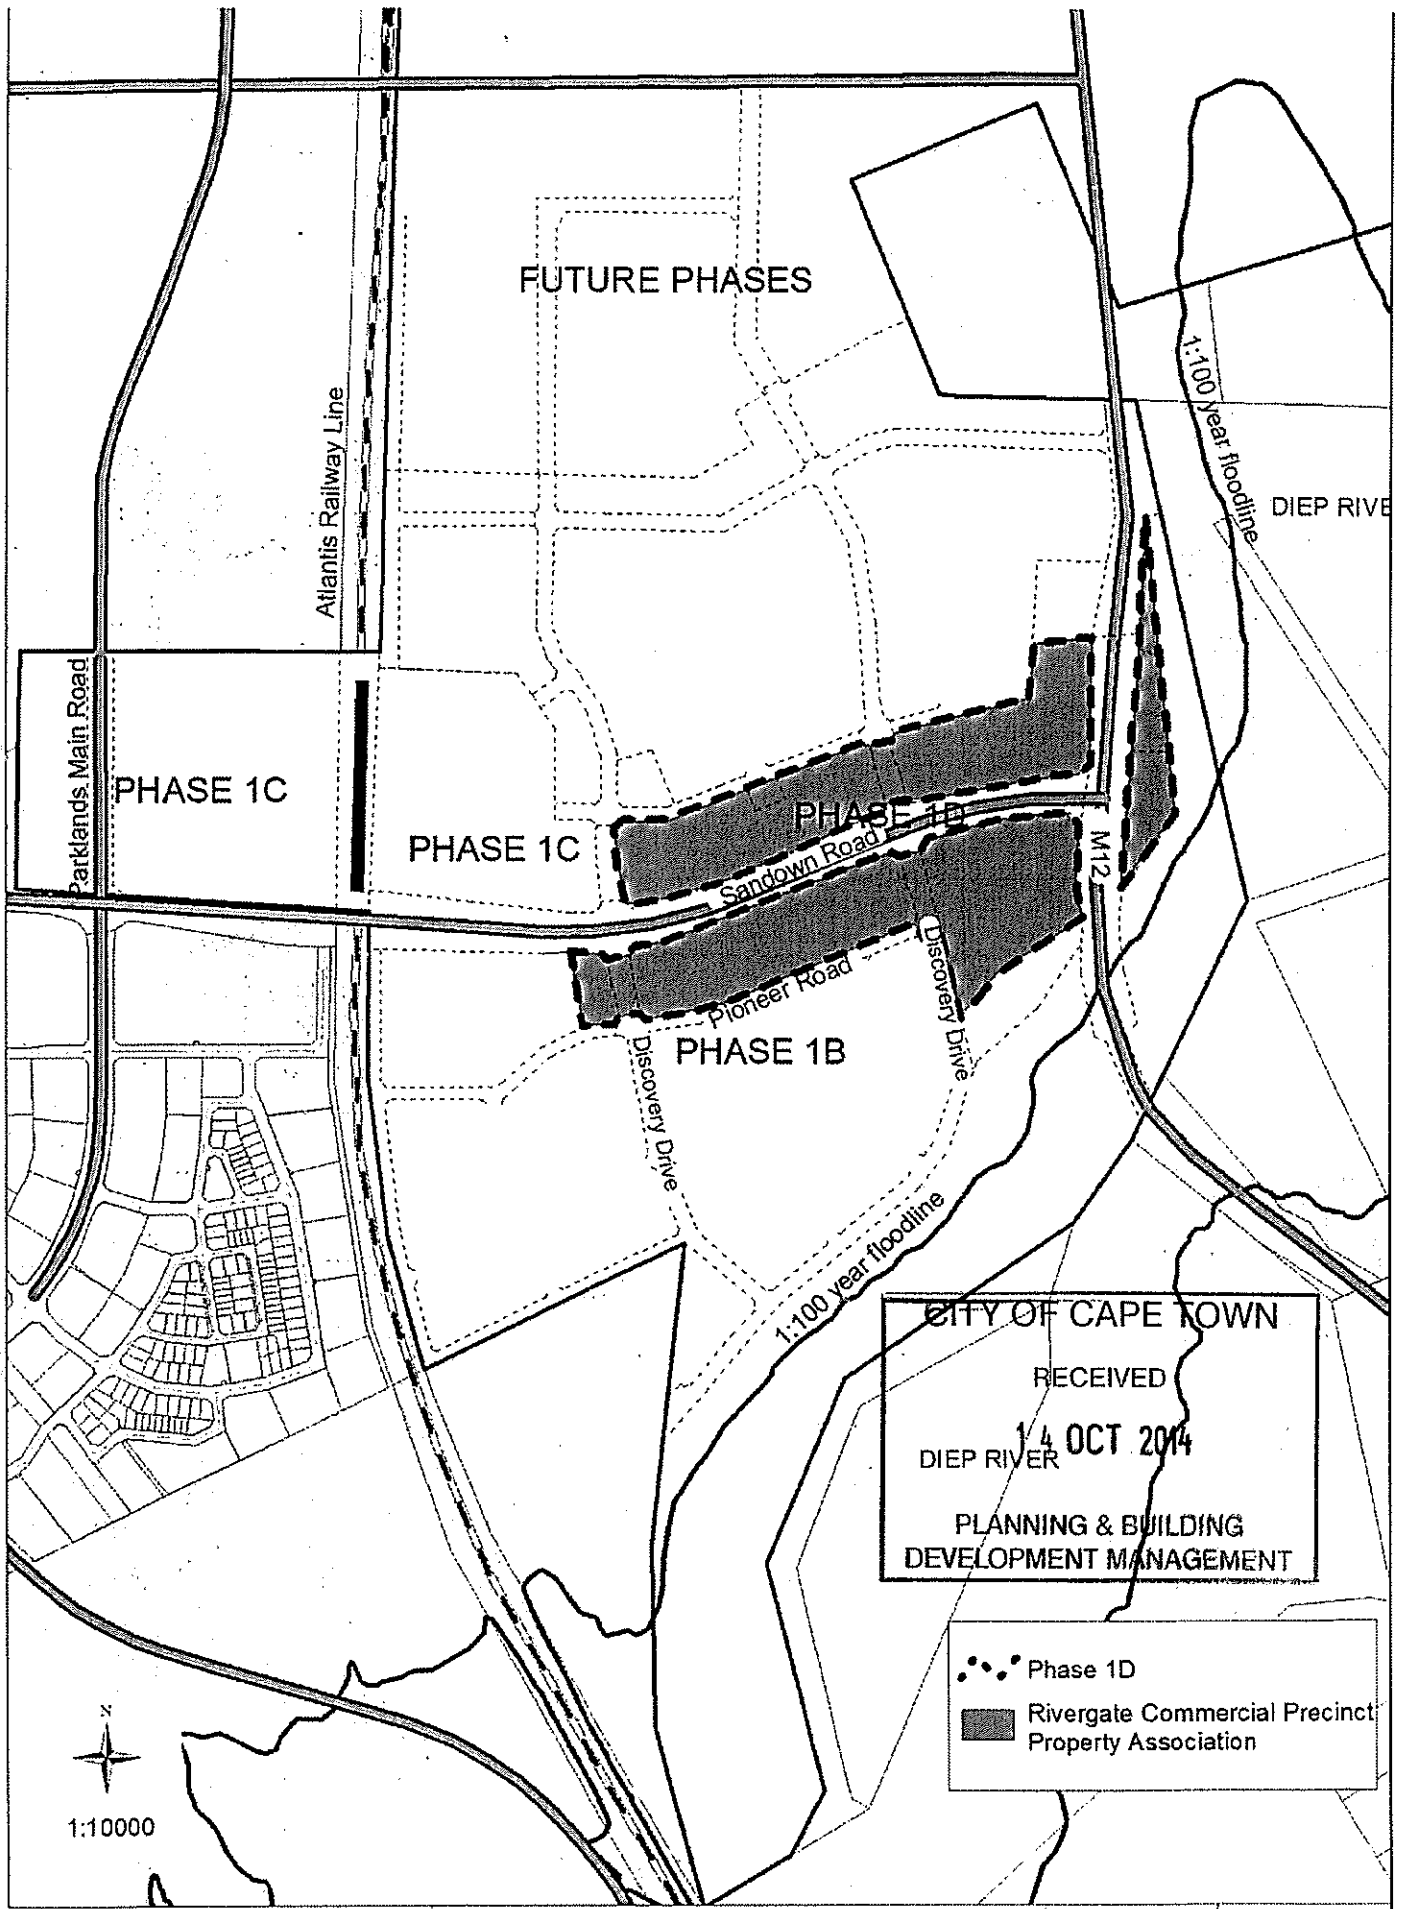 FUTURE PHASES
1:100 year floodline
Atlantis Railway Line
DIEP RIVE
Parklands Main Road
PHASE 1C
PHASE 1C
PHASE 1D
Sandown Road
M12
Discovery Drive
Pioneer Road
PHASE 1B
Discovery Drive
1:100 year floodline
CITY OF CAPE TOWN
RECEIVED
14 OCT 2014
DIEP RIVER
PLANNING & BUILDING
DEVELOPMENT MANAGEMENT
Phase 1D
Rivergate Commercial Precinct
Property Association
N
1:10000